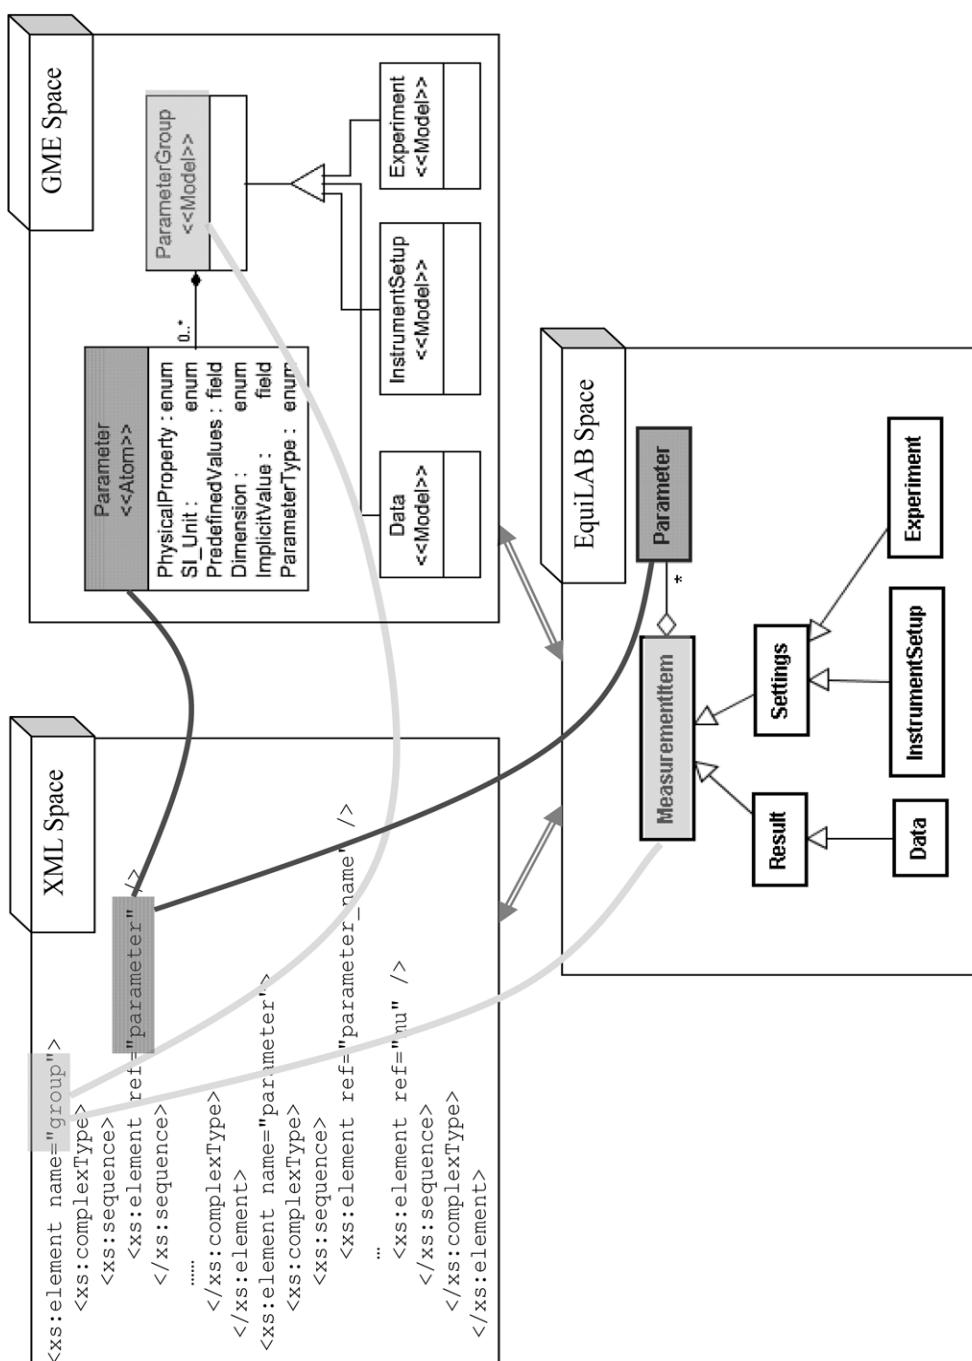 XML Space
<xs:element name="group">
<xs:complexType>
<xs:sequence>
<xs:element ref="parameter" />
</xs:sequence>
……
</xs:complexType>
</xs:element>
<xs:element name="parameter">
<xs:complexType>
<xs:sequence>
<xs:element ref="parameter_name" />
…
<xs:element ref="mu" />
</xs:sequence>
</xs:complexType>
</xs:element>
GME Space
Parameter
<<Atom>>
PhysicalProperty : enum
SI_Unit : enum
PredefinedValues : field
Dimension : enum
ImplicitValue : field
ParameterType : enum
0..*
ParameterGroup
<<Model>>
Data
<<Model>>
InstrumentSetup
<<Model>>
Experiment
<<Model>>
EquiLAB Space
MeasurementItem
*
Parameter
Result
Settings
Data
InstrumentSetup
Experiment